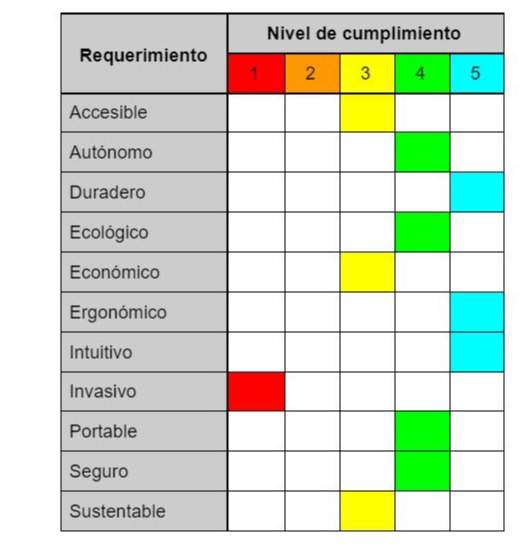 Requerimiento
Nivel de cumplimiento
1 2 3 4 5
Accesible
Autónomo
Duradero
Ecológico
Económico
Ergonómico
Intuitivo
Invasivo
Portable
Seguro
Sustentable